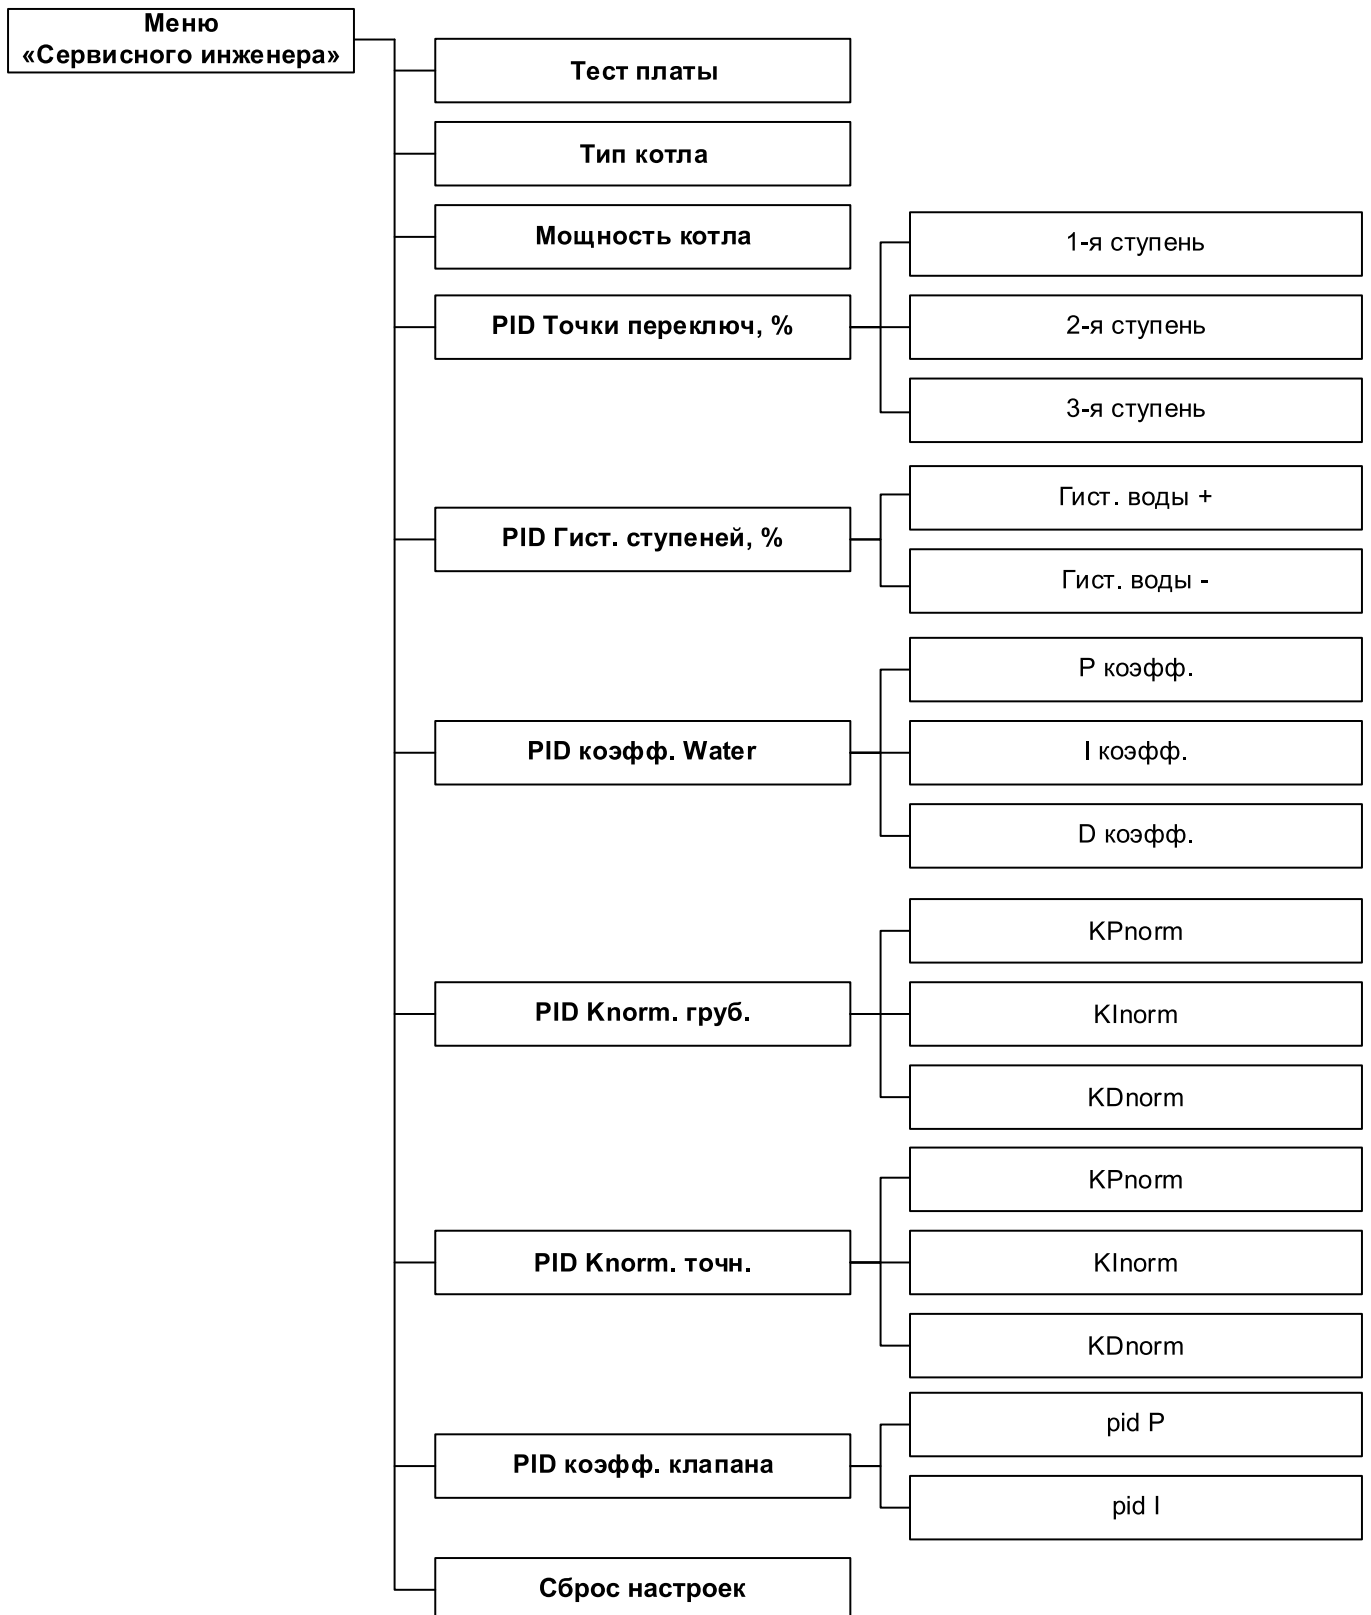 Меню
«Сервисного инженера»
Тест платы
Тип котла
Мощность котла
PID Точки переключ, %
1-я ступень
2-я ступень
3-я ступень
PID Гист. ступеней, %
Гист. воды +
Гист. воды -
PID коэфф. Water
P коэфф.
I коэфф.
D коэфф.
PID Knorm. груб.
KPnorm
KInorm
KDnorm
PID Knorm. точн.
KPnorm
KInorm
KDnorm
PID коэфф. клапана
pid P
pid I
Сброс настроек